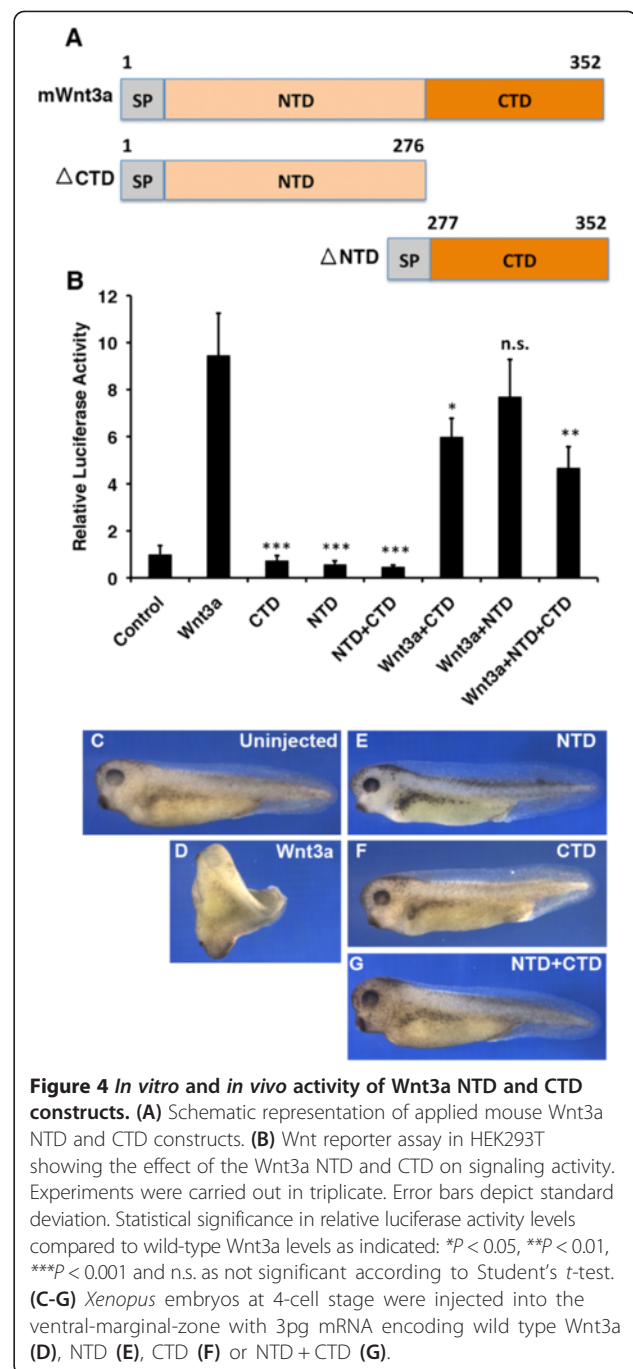 A
1 352
mWnt3a SP NTD CTD
1 276
△CTD SP NTD
277 352
△NTD SP CTD
B
Relative Luciferase Activity
12
10
8
6
4
2
0
*** *** *** * n.s. **
Control Wnt3a CTD NTD NTD+CTD Wnt3a+CTD Wnt3a+NTD Wnt3a+NTD+CTD
C Uninjected
E NTD
D Wnt3a
F CTD
G NTD+CTD
Figure 4 In vitro and in vivo activity of Wnt3a NTD and CTD
constructs. (A) Schematic representation of applied mouse Wnt3a
NTD and CTD constructs. (B) Wnt reporter assay in HEK293T
showing the effect of the Wnt3a NTD and CTD on signaling activity.
Experiments were carried out in triplicate. Error bars depict standard
deviation. Statistical significance in relative luciferase activity levels
compared to wild-type Wnt3a levels as indicated: *P < 0.05, **P < 0.01,
***P < 0.001 and n.s. as not significant according to Student's t-test.
(C-G) Xenopus embryos at 4-cell stage were injected into the
ventral-marginal-zone with 3pg mRNA encoding wild type Wnt3a
(D), NTD (E), CTD (F) or NTD + CTD (G).